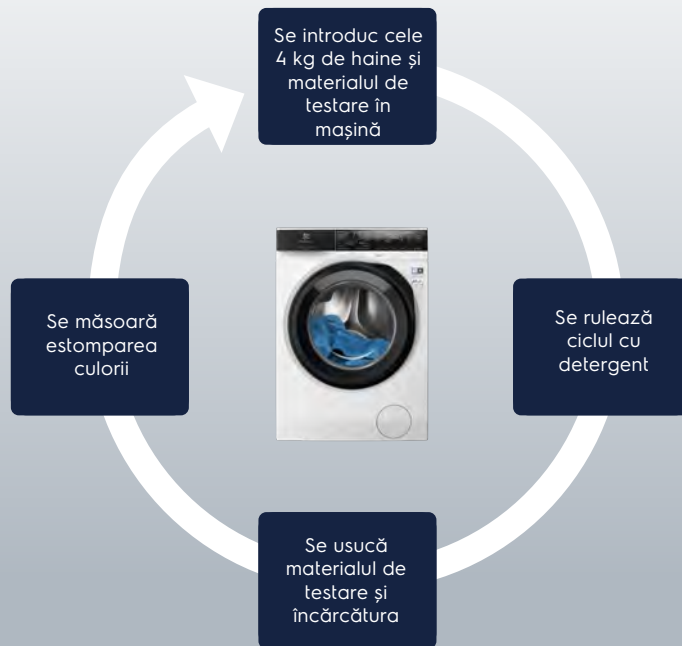 Se introduc cele
4 kg de haine și
materialul de
testare în
mașină
Se rulează
ciclul cu
detergent
Se usucă
materialul de
testare și
încărcătura
Se măsoară
estomparea
culorii